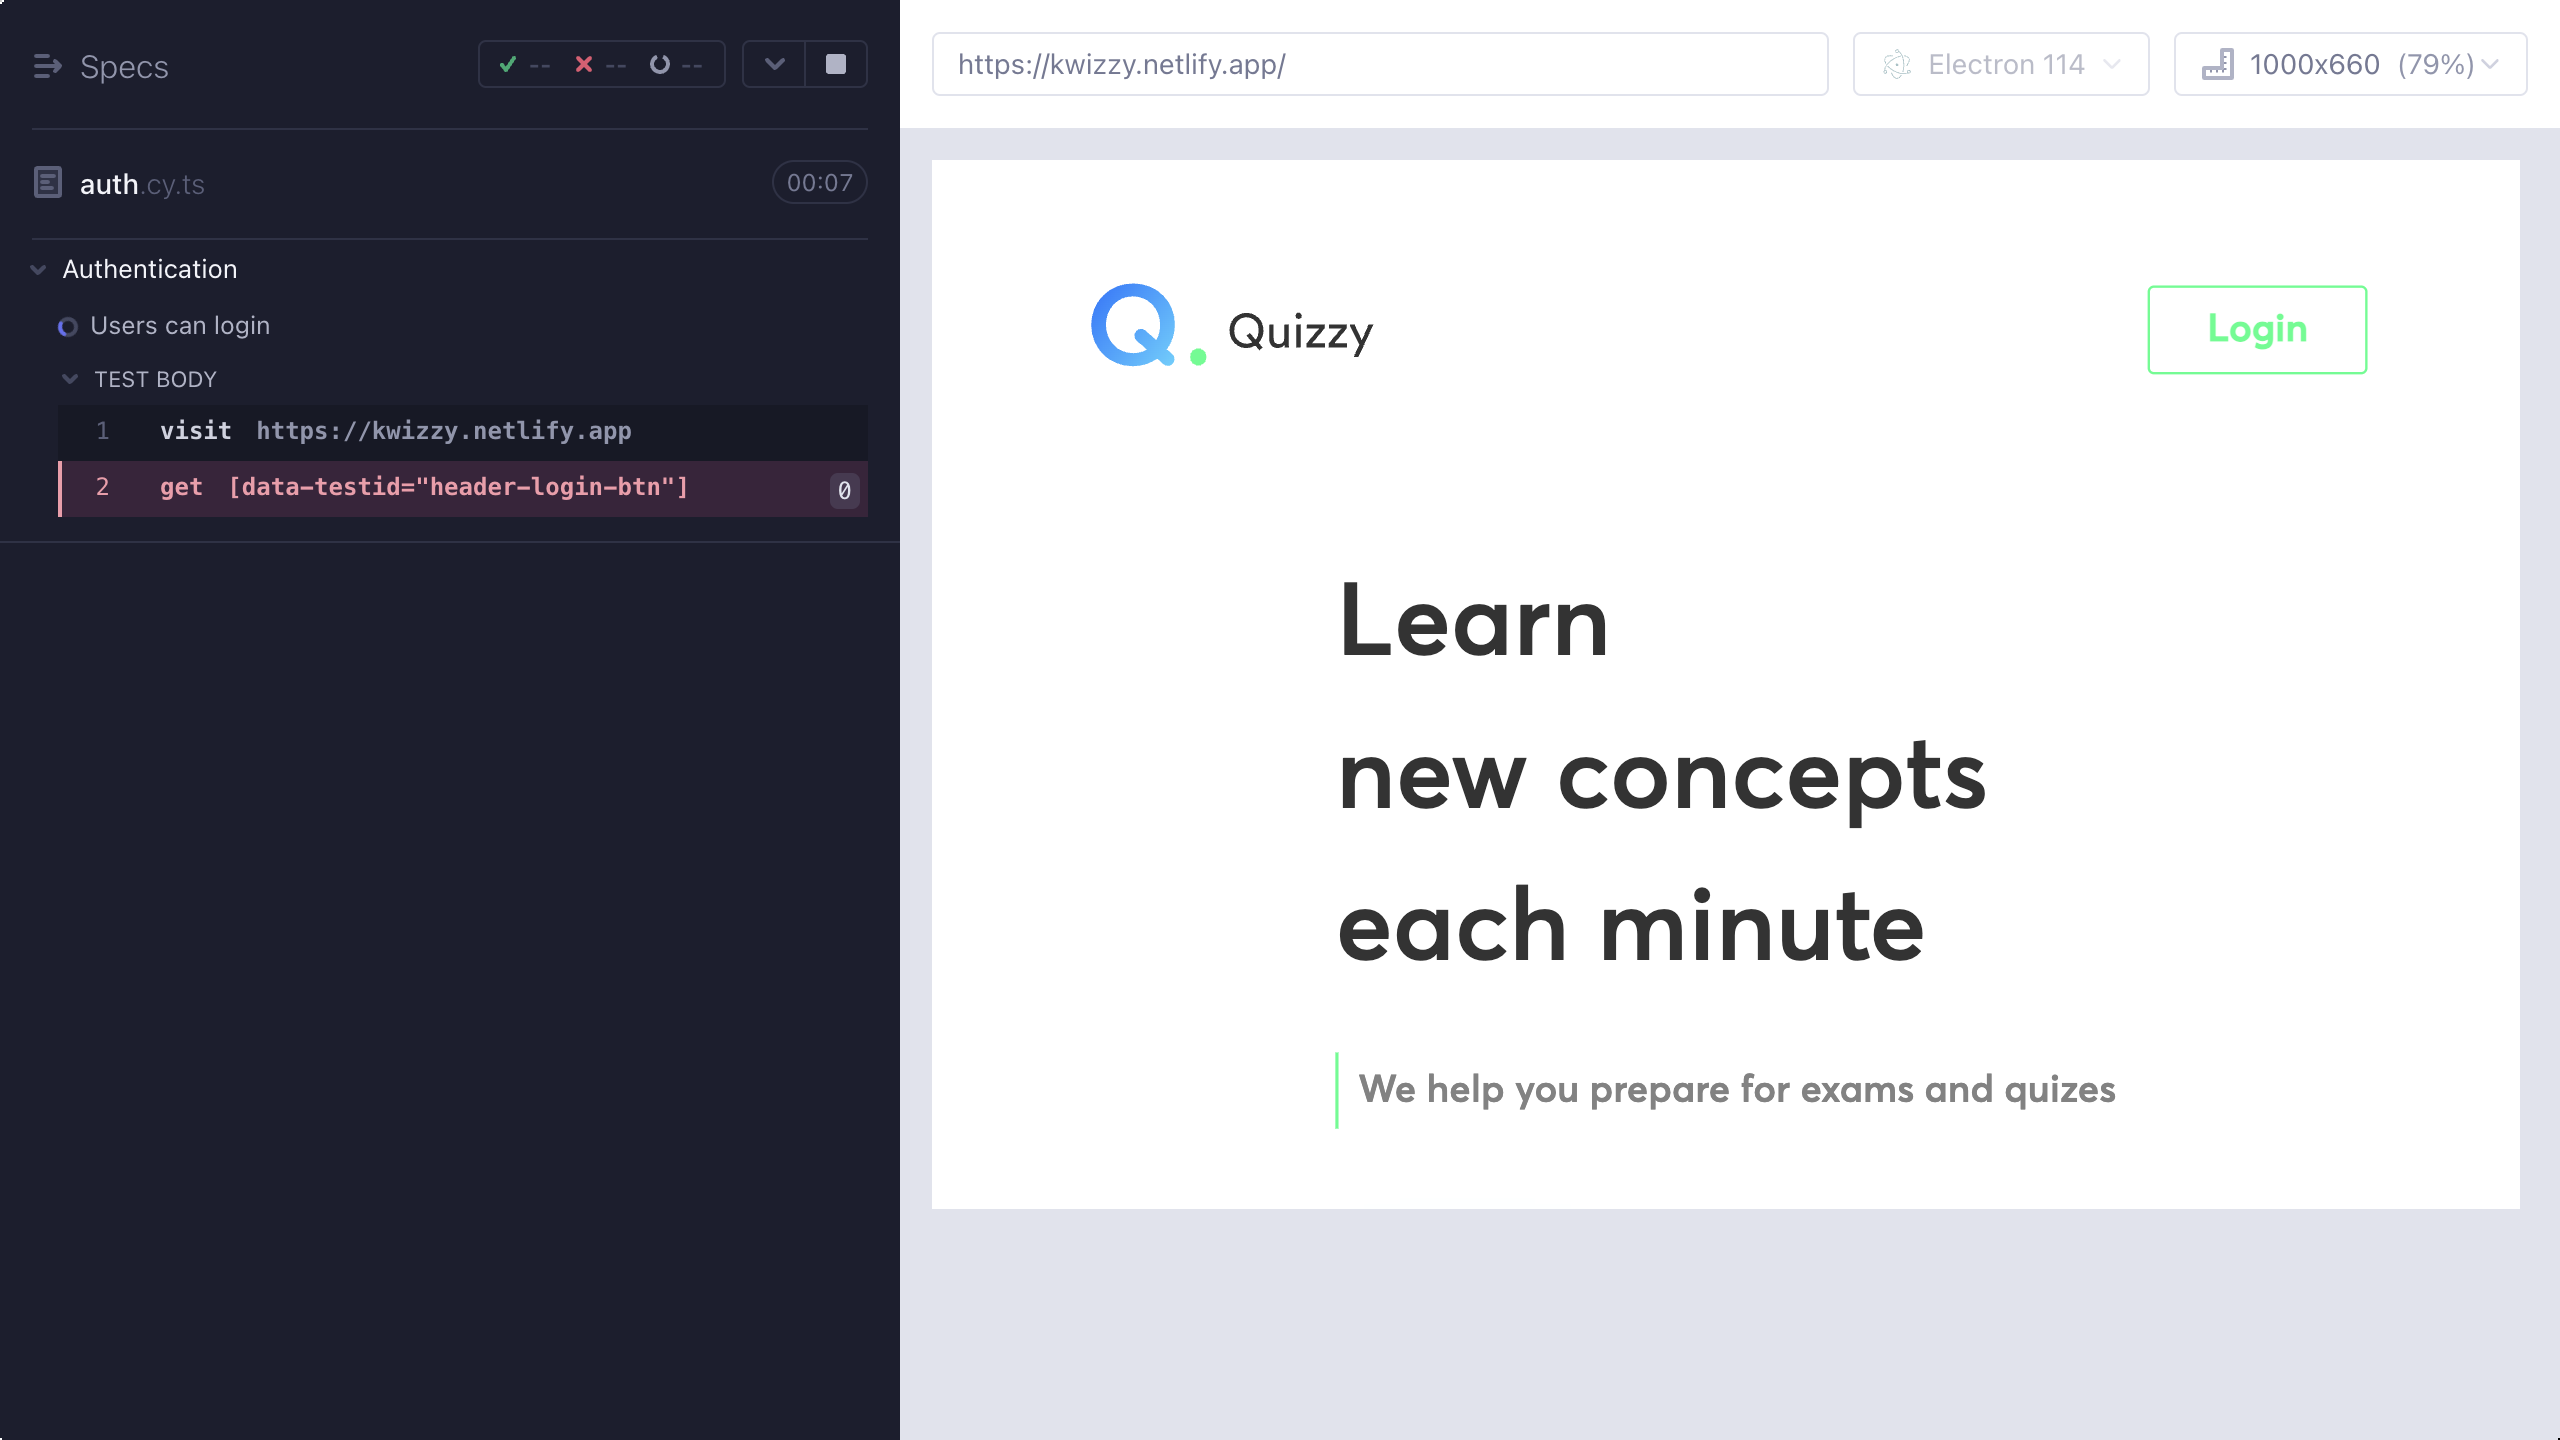 Specs
-- -- --
auth.cy.ts
00:07
Authentication
Users can login
TEST BODY
1 visit https://kwizzy.netlify.app
2 get [data-testid="header-login-btn"] 0
https://kwizzy.netlify.app/
Electron 114
1000x660 (79%)
Q. Quizzy
Login
Learn
new concepts
each minute
We help you prepare for exams and quizes